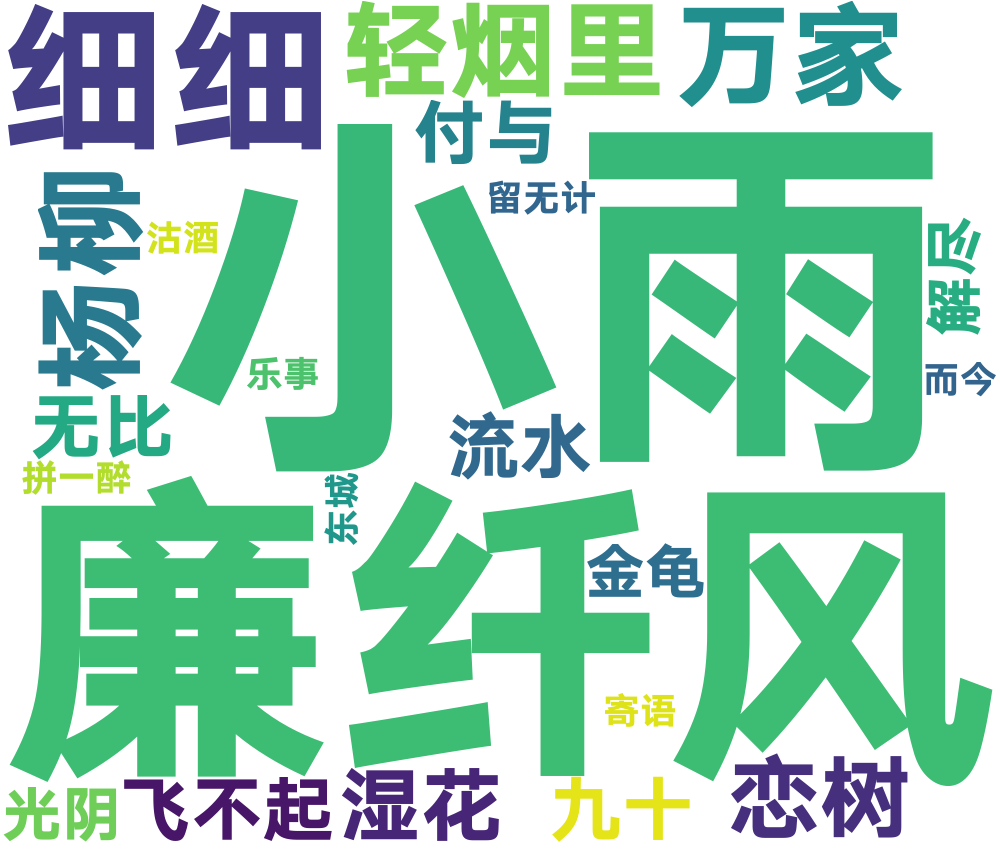 细细
轻烟里
万家
付与
小雨
留无计
杨柳
沽酒
解尽
乐事
而今
无比
流水
拼一醉
东城
廉纤风
金龟
寄语
恋树
光阴
飞不起
湿花
九十